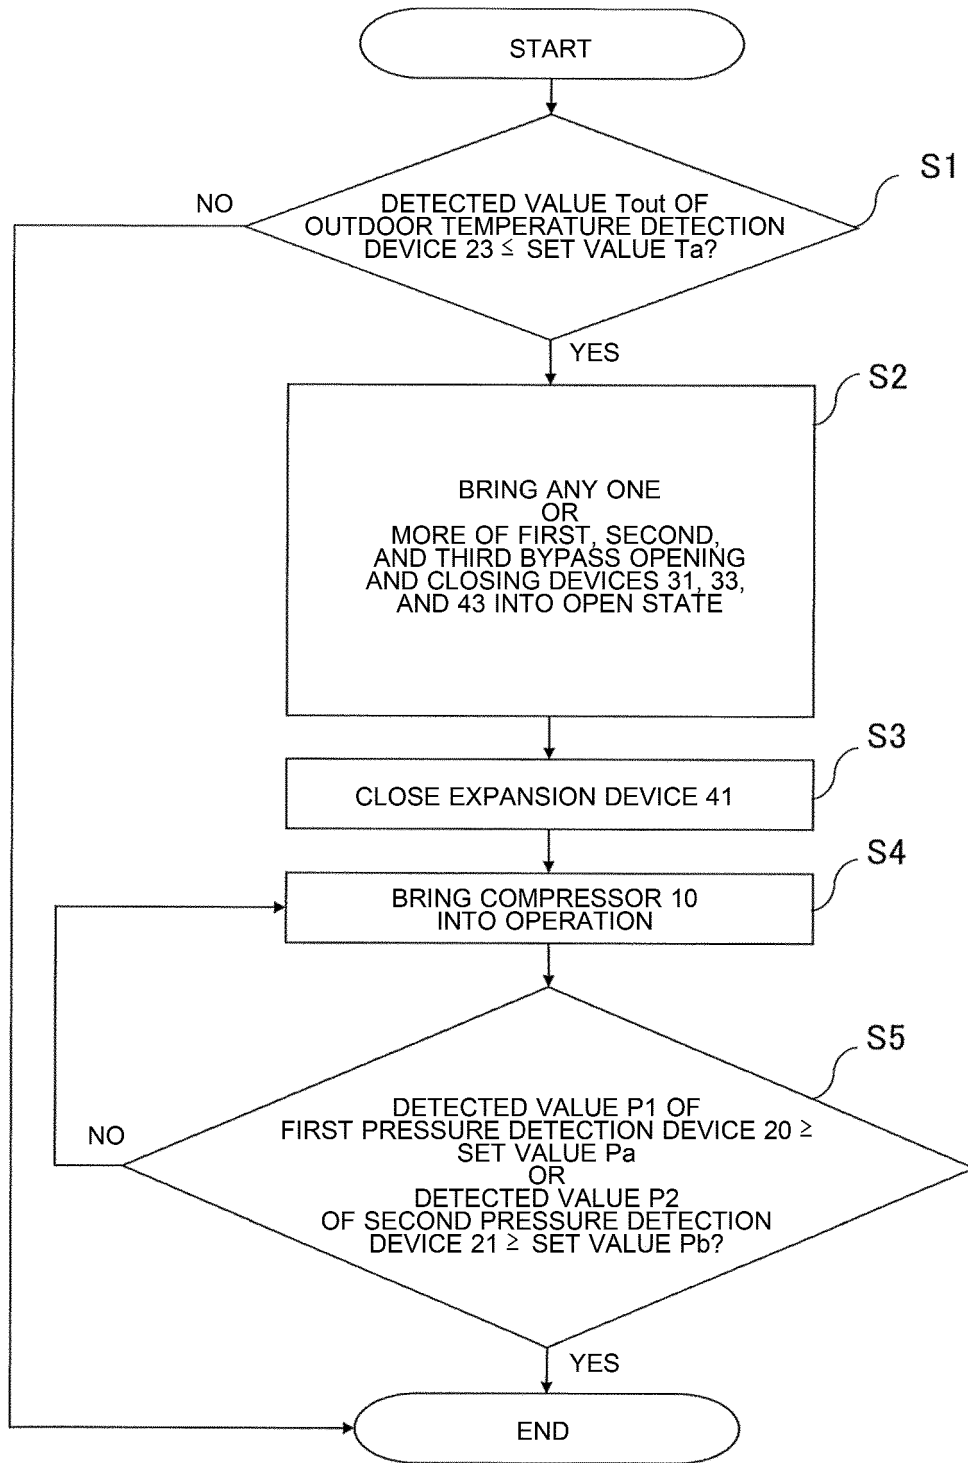 START
S1
NO
DETECTED VALUE Tout OF
OUTDOOR TEMPERATURE DETECTION
DEVICE 23 ≦ SET VALUE Ta?
YES
S2
BRING ANY ONE
OR
MORE OF FIRST, SECOND,
AND THIRD BYPASS OPENING
AND CLOSING DEVICES 31, 33,
AND 43 INTO OPEN STATE
S3
CLOSE EXPANSION DEVICE 41
S4
BRING COMPRESSOR 10
INTO OPERATION
S5
NO
DETECTED VALUE P1 OF
FIRST PRESSURE DETECTION DEVICE 20 ≧
SET VALUE Pa
OR
DETECTED VALUE P2
OF SECOND PRESSURE DETECTION
DEVICE 21 ≧ SET VALUE Pb?
YES
END